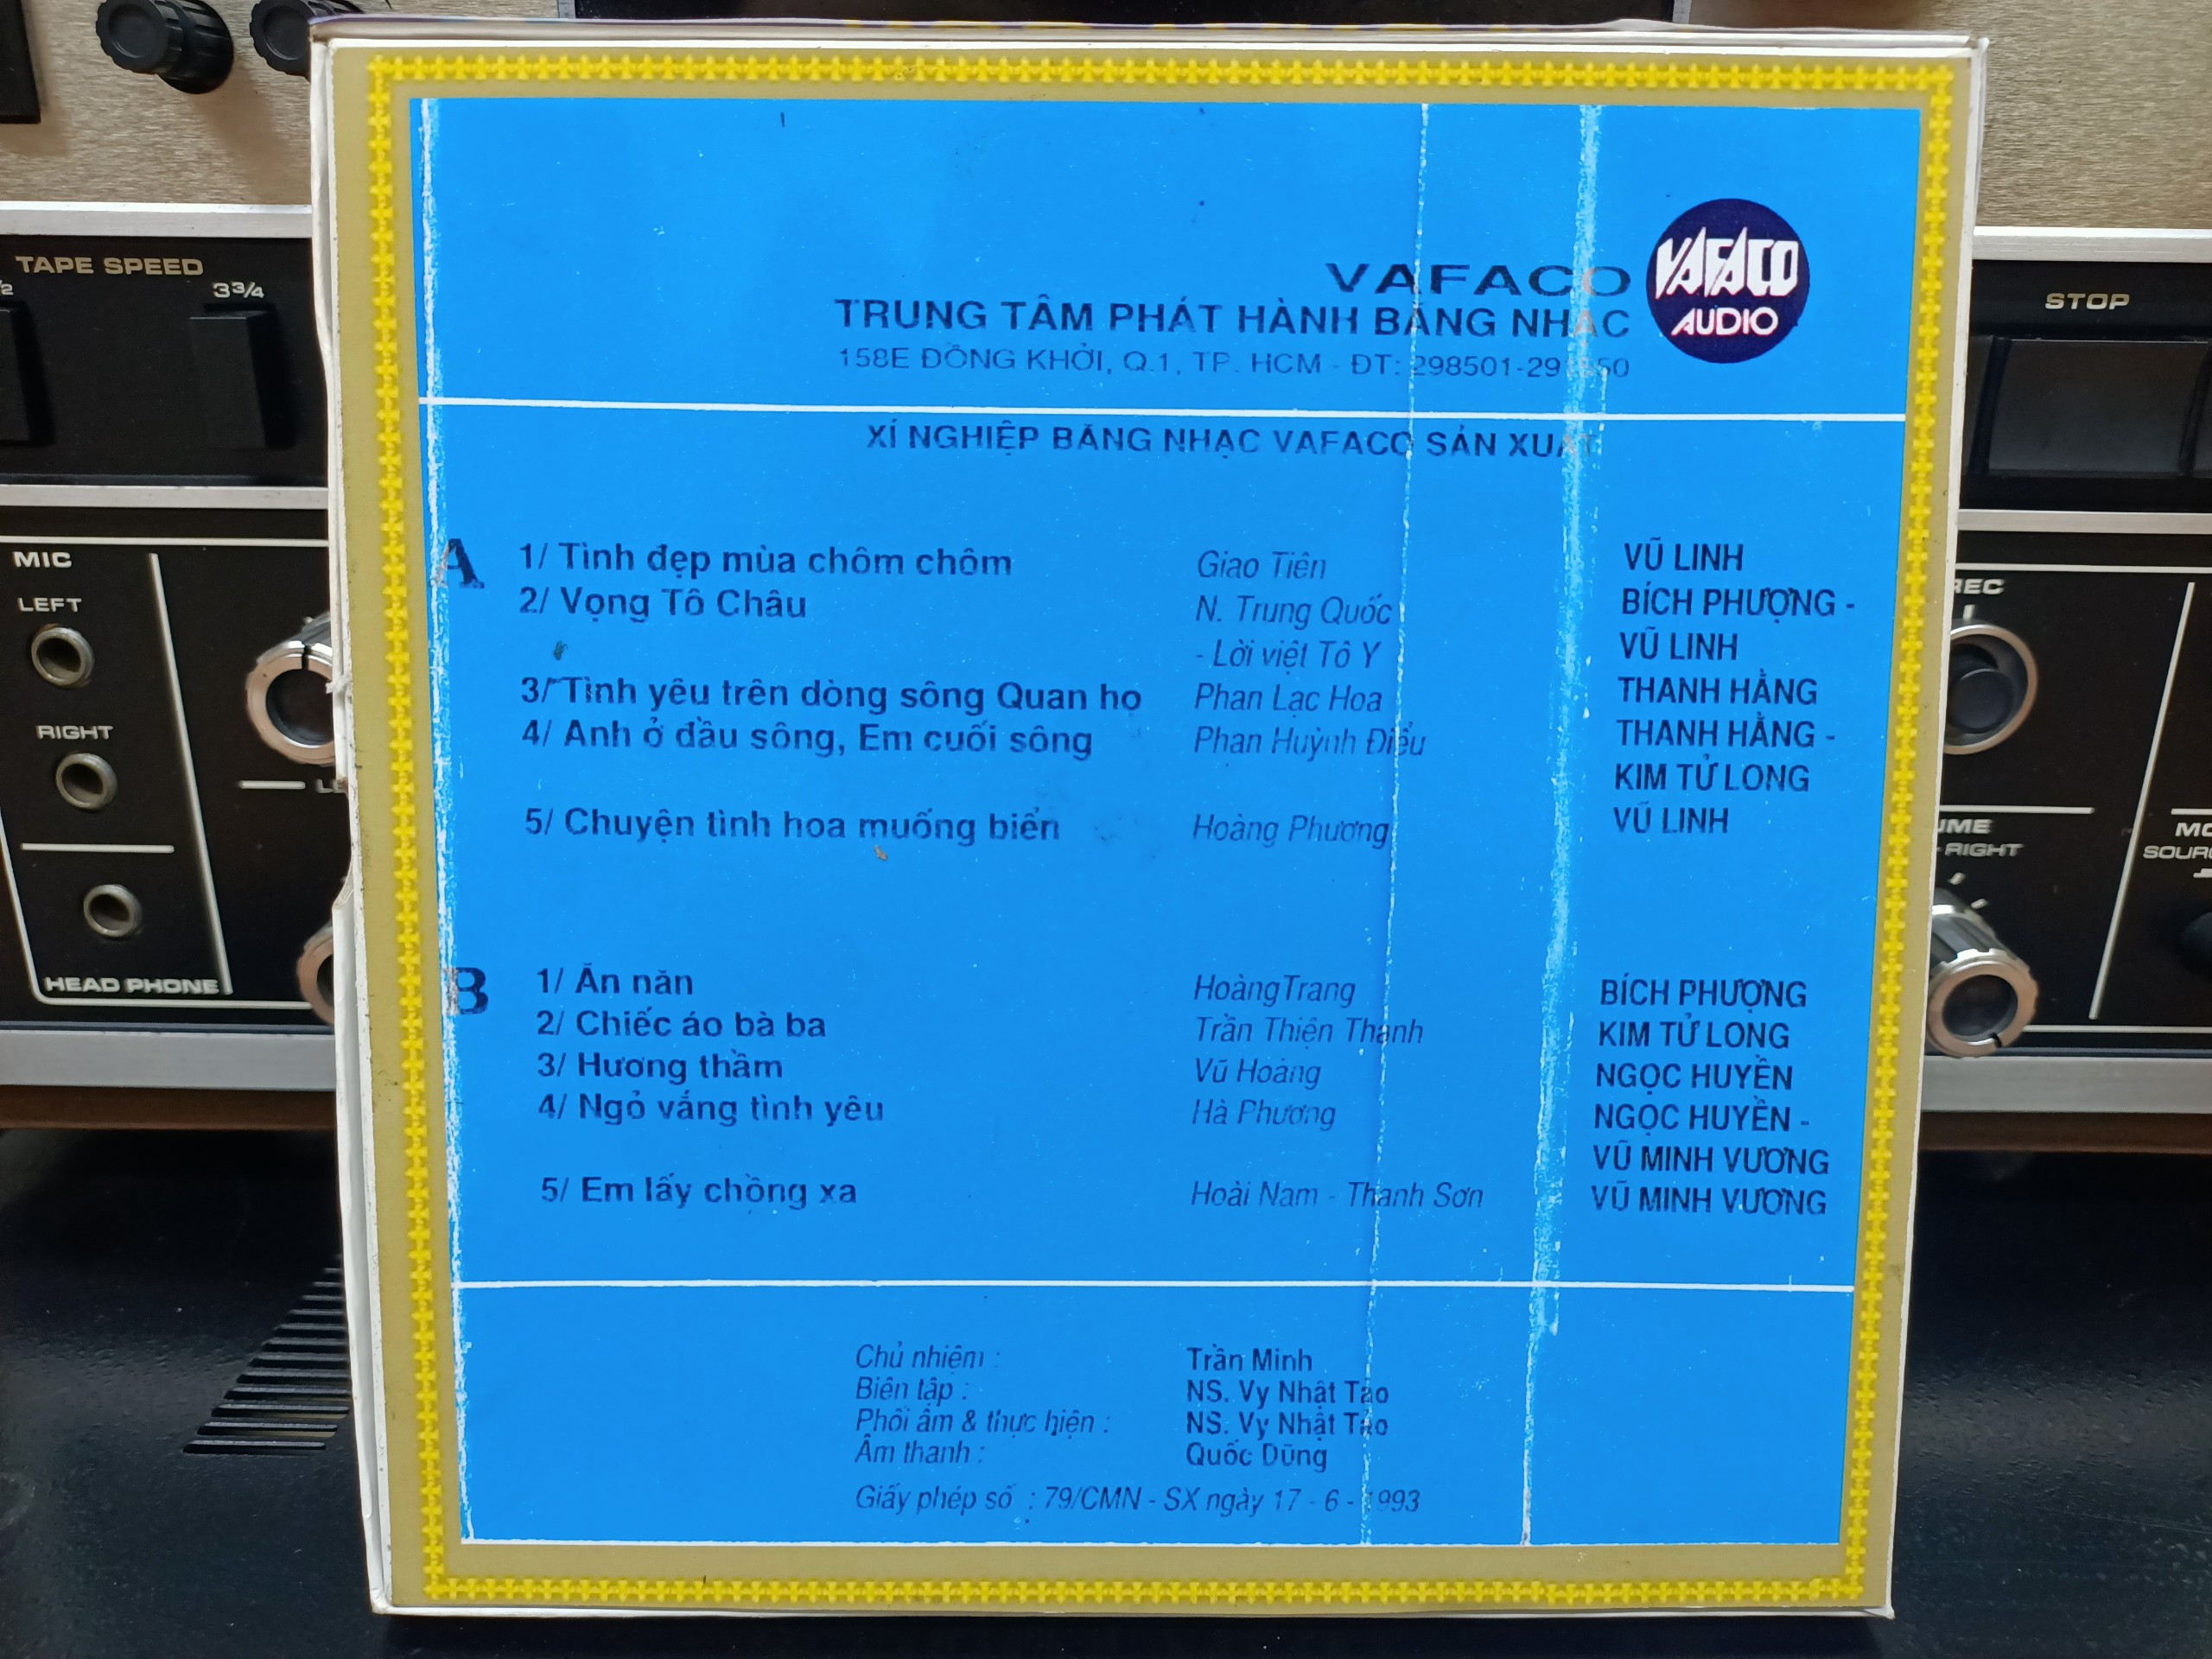 TAPE SPEED
3¾
MIC
LEFT
RIGHT
HEAD PHONE
STOP
REC
RIGHT
VAFACO
VAFACO
AUDIO
TRUNG TÂM PHÁT HÀNH BĂNG NHẠC
158E ĐỒNG KHỞI, Q.1, TP. HCM - ĐT: 298501-29
XÍ NGHIỆP BĂNG NHẠC VAFACO SẢN XUẤT
A
1/ Tình đẹp mùa chôm chôm Giao Tiên VŨ LINH
2/ Vọng Tô Châu N. Trung Quốc BÍCH PHƯỢNG -
- Lời việt Tô Y VŨ LINH
3/ Tình yêu trên dòng sông Quan họ Phan Lạc Hoa THANH HẰNG
4/ Anh ở đầu sông, Em cuối sông Phan Huỳnh Điểu THANH HẰNG -
KIM TỬ LONG
5/ Chuyện tình hoa muống biển Hoàng Phương VŨ LINH
B
1/ Ăn năn HoàngTrang BÍCH PHƯỢNG
2/ Chiếc áo bà ba Trần Thiện Thanh KIM TỬ LONG
3/ Hương thầm Vũ Hoàng NGỌC HUYỀN
4/ Ngỏ vắng tình yêu Hà Phương NGỌC HUYỀN -
VŨ MINH VƯƠNG
5/ Em lấy chồng xa Hoài Nam - Thanh Sơn VŨ MINH VƯƠNG
Chủ nhiệm : Trần Minh
Biên tập : NS. Vy Nhật Tảo
Phối âm & thực hiện : NS. Vy Nhật Tảo
Âm thanh : Quốc Dũng
Giấy phép số : 79/CMN - SX ngày 17 - 6 - 1993